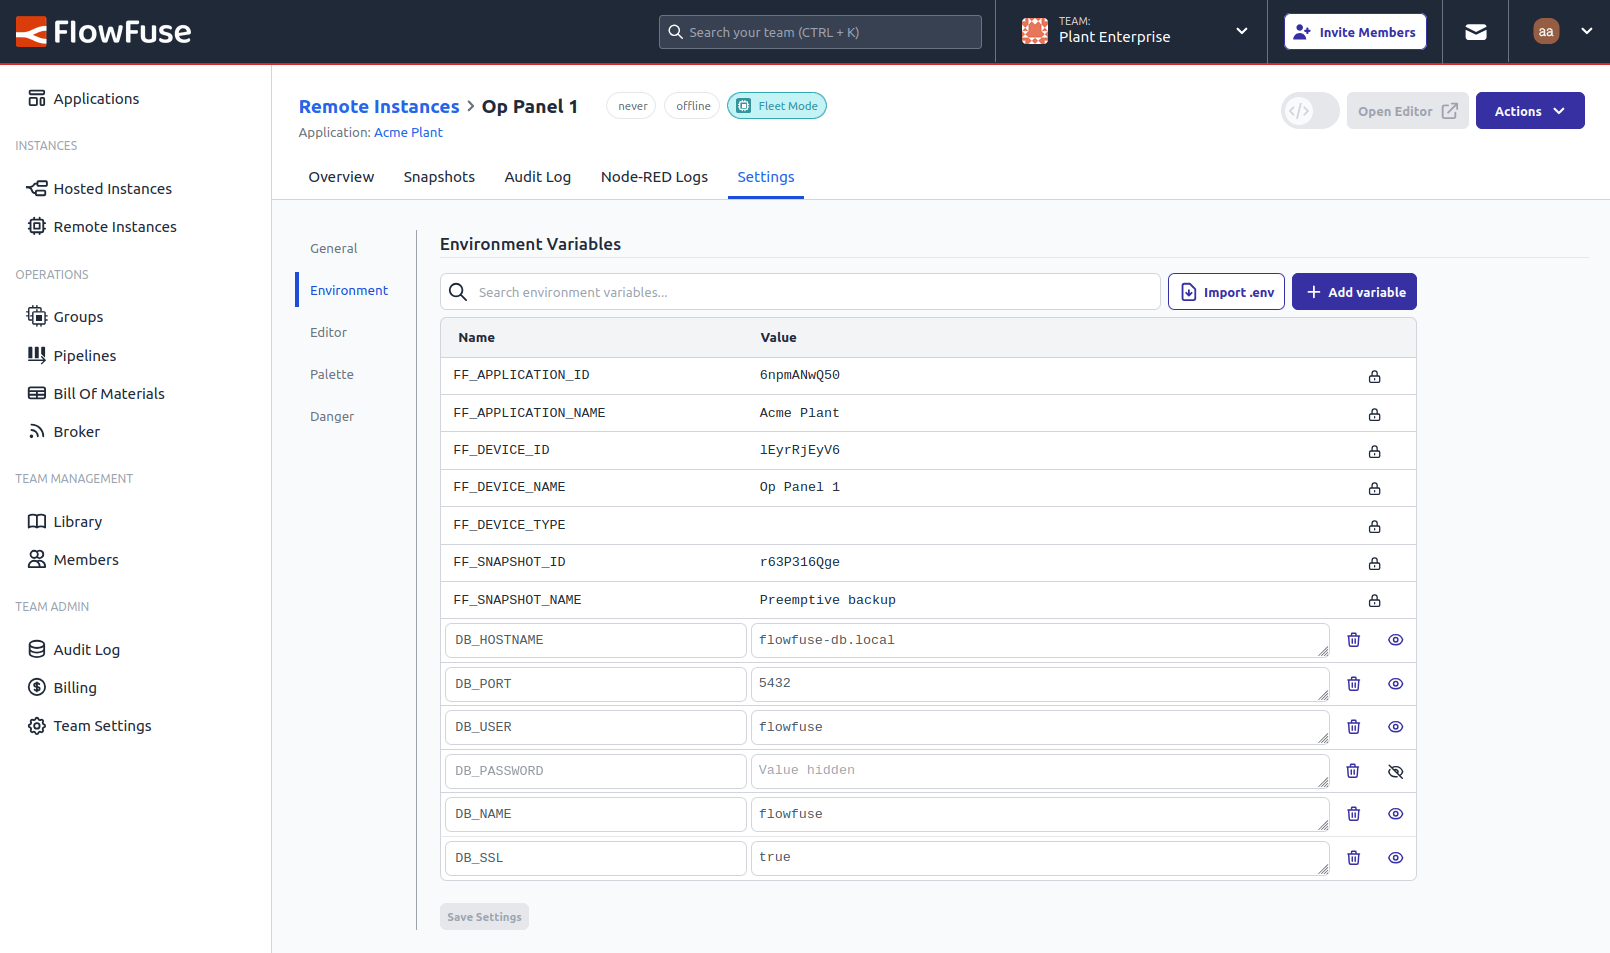 FlowFuse
Search your team (CTRL + K)
TEAM:
Plant Enterprise
Invite Members
aa
Applications
INSTANCES
Hosted Instances
Remote Instances
OPERATIONS
Groups
Pipelines
Bill Of Materials
Broker
TEAM MANAGEMENT
Library
Members
TEAM ADMIN
Audit Log
Billing
Team Settings
Remote Instances > Op Panel 1
never
offline
Fleet Mode
Application: Acme Plant
</>
Open Editor
Actions
Overview
Snapshots
Audit Log
Node-RED Logs
Settings
General
Environment
Editor
Palette
Danger
Environment Variables
Search environment variables...
Import .env
+ Add variable
Name Value
FF_APPLICATION_ID 6npmANwQ50
FF_APPLICATION_NAME Acme Plant
FF_DEVICE_ID lEyrRjEyV6
FF_DEVICE_NAME Op Panel 1
FF_DEVICE_TYPE
FF_SNAPSHOT_ID r63P316Qge
FF_SNAPSHOT_NAME Preemptive backup
DB_HOSTNAME flowfuse-db.local
DB_PORT 5432
DB_USER flowfuse
DB_PASSWORD Value hidden
DB_NAME flowfuse
DB_SSL true
Save Settings